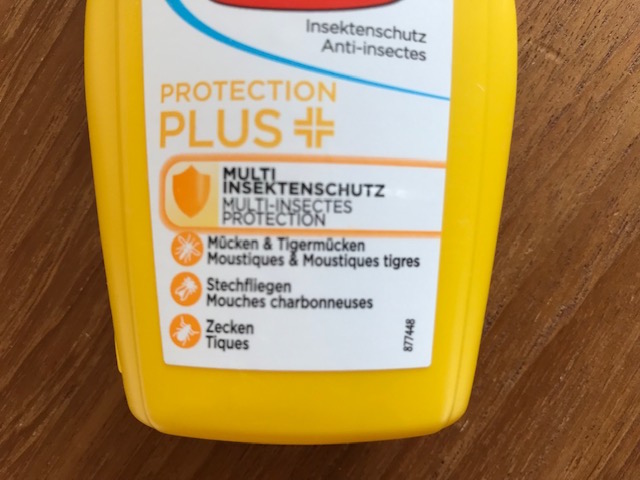 Insektenschutz
Anti-insectes
PROTECTION
PLUS
MULTI
INSEKTENSCHUTZ
MULTI-INSECTES
PROTECTION
Mücken & Tigermücken
Moustiques & Moustiques tigres
Stechfliegen
Mouches charbonneuses
Zecken
Tiques
877448